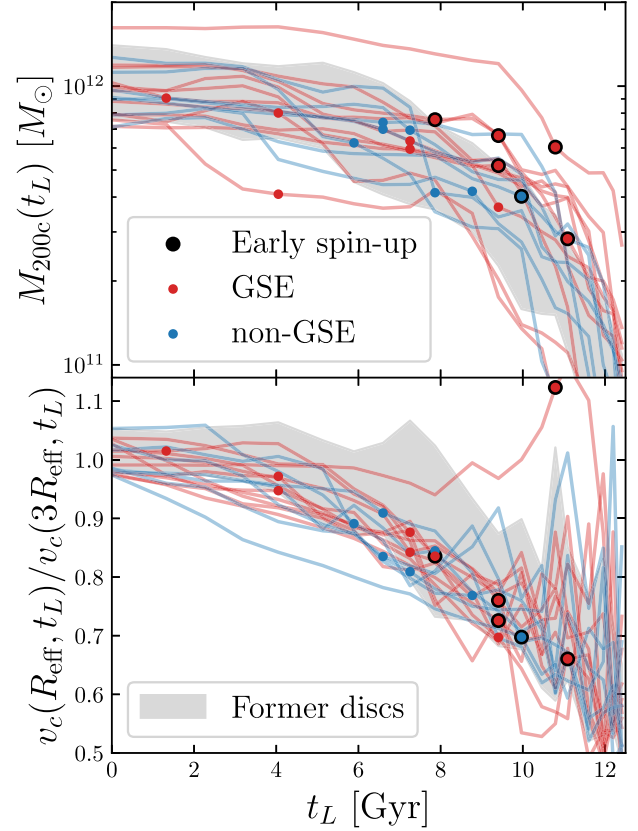 M₂₀₀c(t_L) [M_⊙]
10¹²
10¹¹
Early spin-up
GSE
non-GSE
v_c(R_eff, t_L)/v_c(3R_eff, t_L)
1.1
1.0
0.9
0.8
0.7
0.6
0.5
Former discs
0 2 4 6 8 10 12
t_L [Gyr]